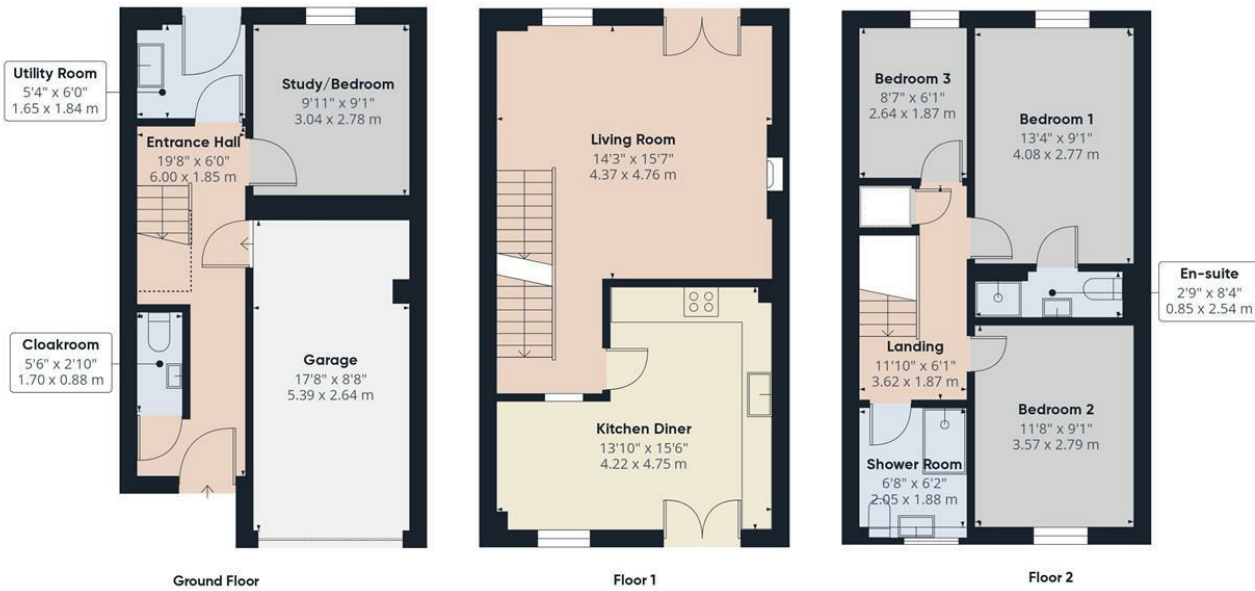 Utility Room
5'4" x 6'0"
1.65 x 1.84 m
Study/Bedroom
9'11" x 9'1"
3.04 x 2.78 m
Entrance Hall
19'8" x 6'0"
6.00 x 1.85 m
Cloakroom
5'6" x 2'10"
1.70 x 0.88 m
Garage
17'8" x 8'8"
5.39 x 2.64 m
Ground Floor
Living Room
14'3" x 15'7"
4.37 x 4.76 m
Kitchen Diner
13'10" x 15'6"
4.22 x 4.75 m
Floor 1
Bedroom 3
8'7" x 6'1"
2.64 x 1.87 m
Bedroom 1
13'4" x 9'1"
4.08 x 2.77 m
En-suite
2'9" x 8'4"
0.85 x 2.54 m
Landing
11'10" x 6'1"
3.62 x 1.87 m
Bedroom 2
11'8" x 9'1"
3.57 x 2.79 m
Shower Room
6'8" x 6'2"
2.05 x 1.88 m
Floor 2